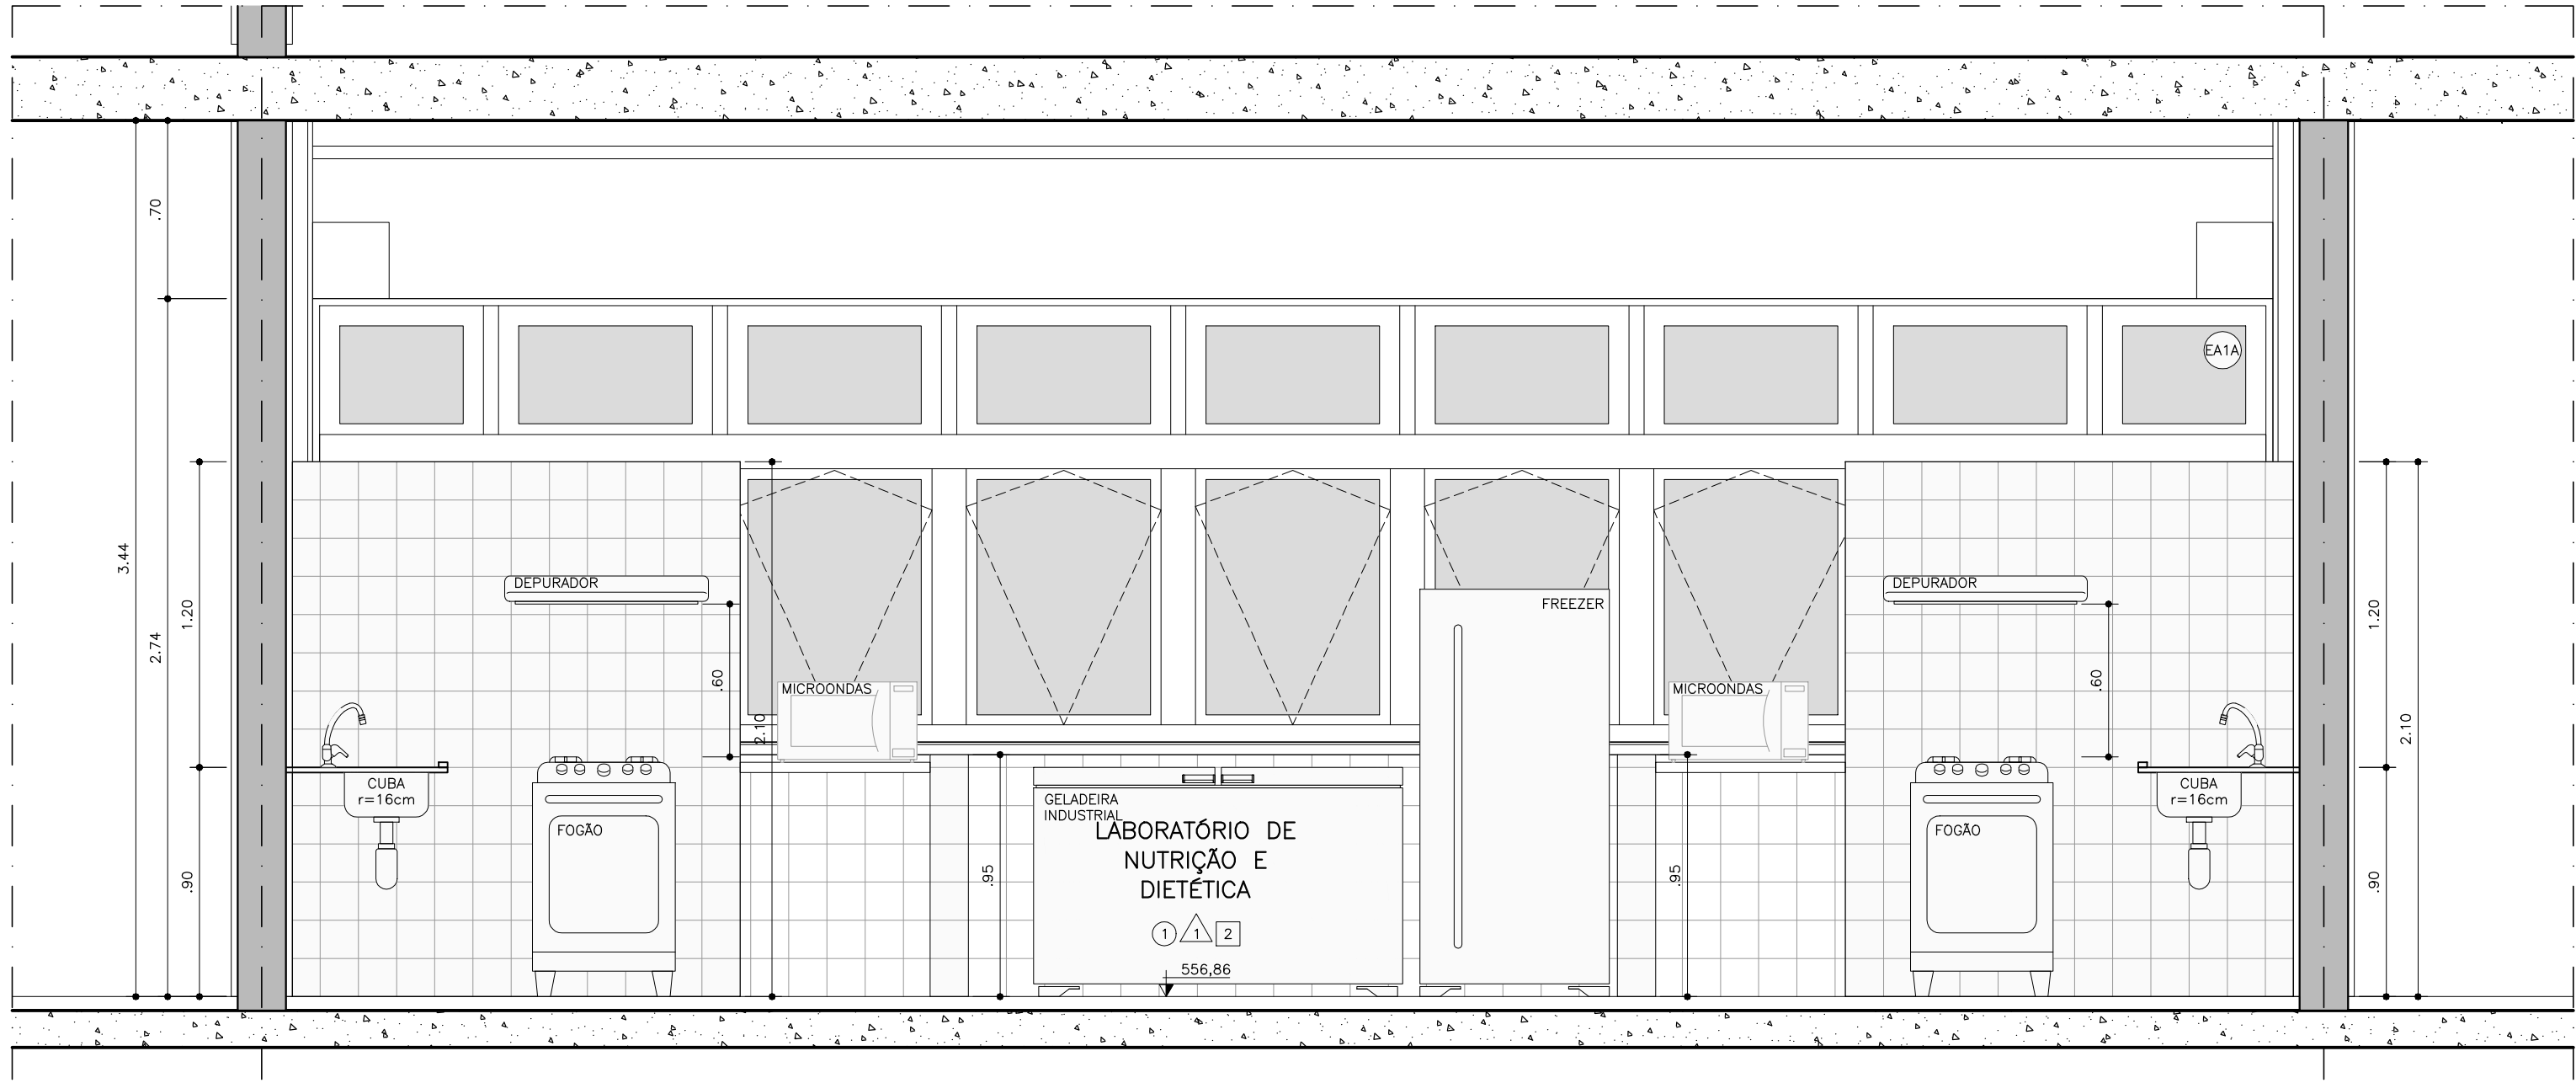 .70
EA1A
3.44
2.74
1.20
.90
DEPURADOR
.60
2.10
MICROONDAS
CUBA
r=16cm
FOGÃO
.95
GELADEIRA
INDUSTRIAL
LABORATÓRIO DE
NUTRIÇÃO E
DIETÉTICA
1 1 2
556,86
FREEZER
MICROONDAS
.95
DEPURADOR
.60
FOGÃO
CUBA
r=16cm
1.20
.90
2.10